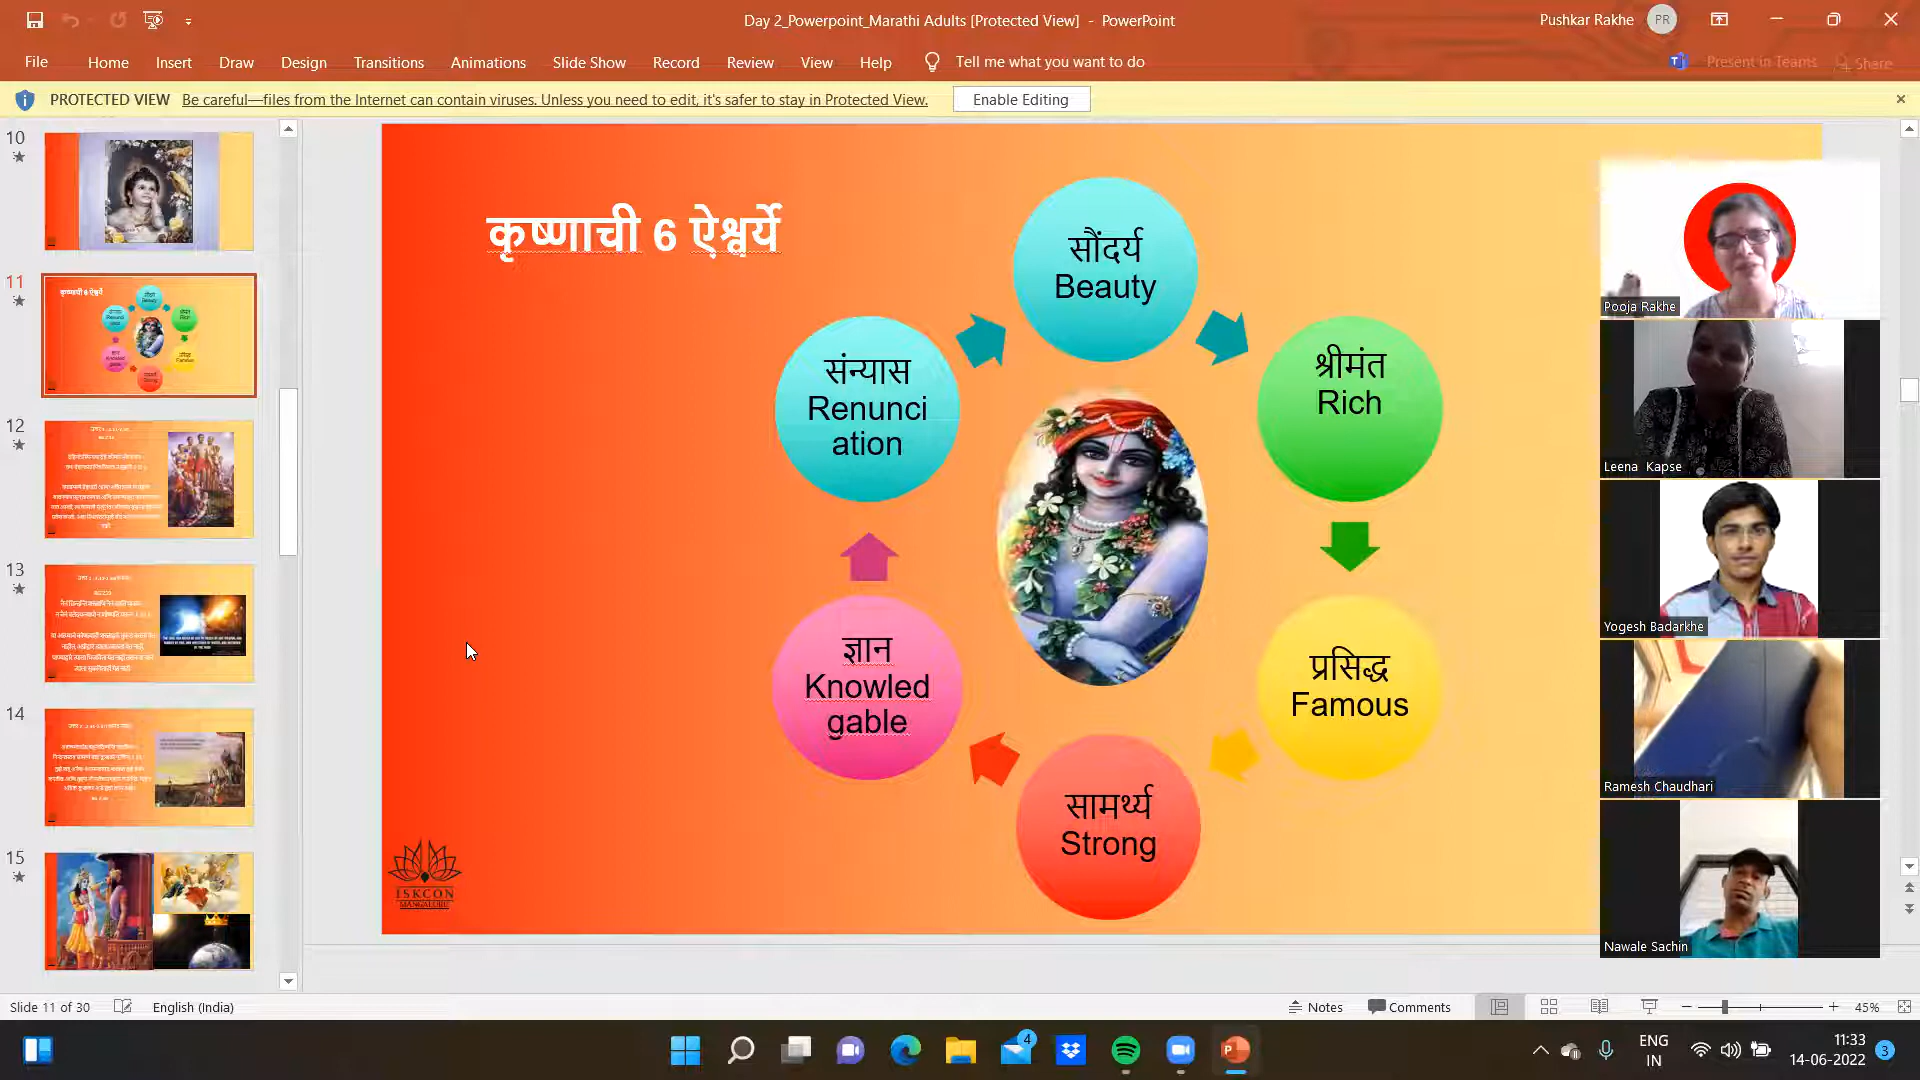 Day 2_Powerpoint_Marathi Adults [Protected View] - PowerPoint
Pushkar Rakhe
PR
File
Home
Insert
Draw
Design
Transitions
Animations
Slide Show
Record
Review
View
Help
Tell me what you want to do
Present in Teams
Share
PROTECTED VIEW
Be careful—files from the Internet can contain viruses. Unless you need to edit, it's safer to stay in Protected View.
Enable Editing
10
11
12
13
14
15
कृष्णाची 6 ऐश्वर्ये
सौंदर्य
Beauty
श्रीमंत
Rich
प्रसिद्ध
Famous
सामर्थ्य
Strong
ज्ञान
Knowled
gable
संन्यास
Renunci
ation
ISKCON
MANGALURU
Pooja Rakhe
Leena Kapse
Yogesh Badarkhe
Ramesh Chaudhari
Nawale Sachin
Slide 11 of 30
English (India)
Notes
Comments
45%
4
ENG
IN
11:33
14-06-2022
3